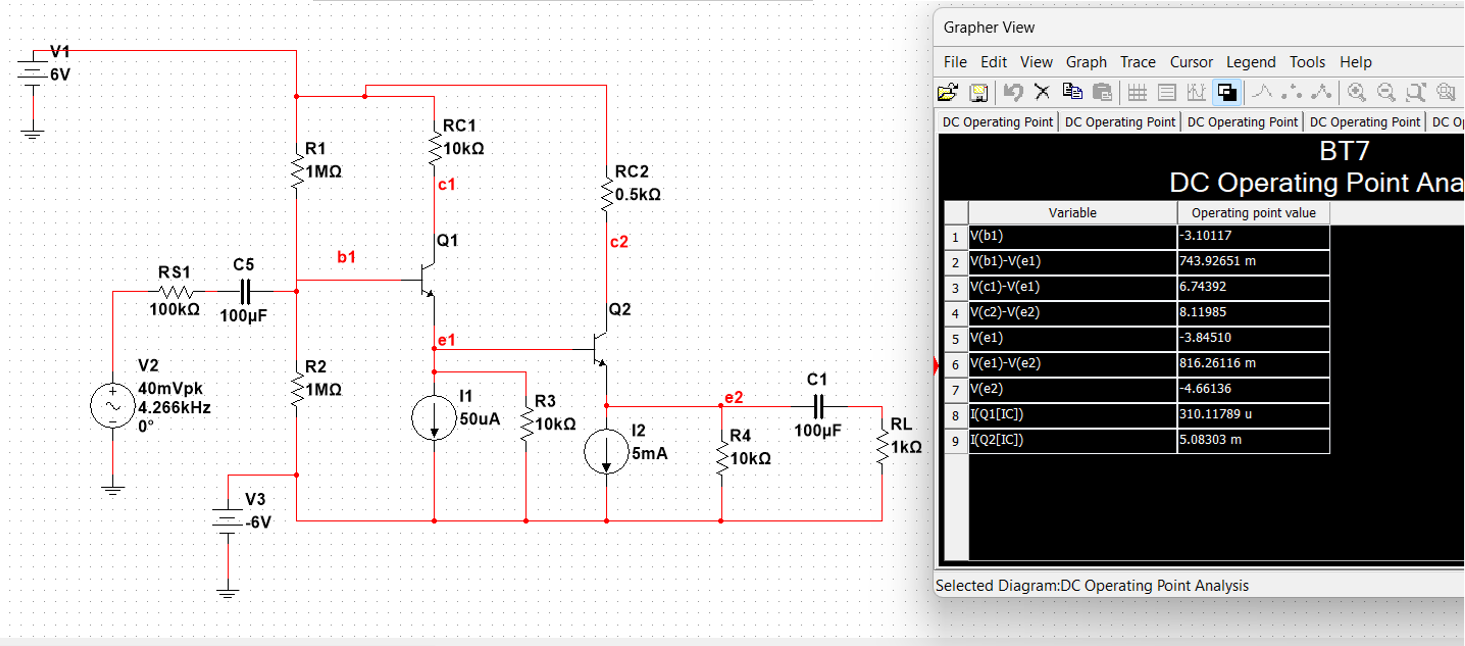 V1
6V
R1
1MΩ
RC1
10kΩ
c1
RC2
0.5kΩ
c2
Q1
b1
RS1
100kΩ
C5
100µF
Q2
e1
V2
40mVpk
4.266kHz
0°
R2
1MΩ
I1
50uA
R3
10kΩ
e2
C1
100µF
I2
5mA
R4
10kΩ
RL
1kΩ
V3
-6V
Grapher View
File Edit View Graph Trace Cursor Legend Tools Help
DC Operating Point DC Operating Point DC Operating Point DC Operating Point DC O
BT7
DC Operating Point Ana
Variable Operating point value
1 V(b1) -3.10117
2 V(b1)-V(e1) 743.92651 m
3 V(c1)-V(e1) 6.74392
4 V(c2)-V(e2) 8.11985
5 V(e1) -3.84510
6 V(e1)-V(e2) 816.26116 m
7 V(e2) -4.66136
8 I(Q1[IC]) 310.11789 u
9 I(Q2[IC]) 5.08303 m
Selected Diagram:DC Operating Point Analysis